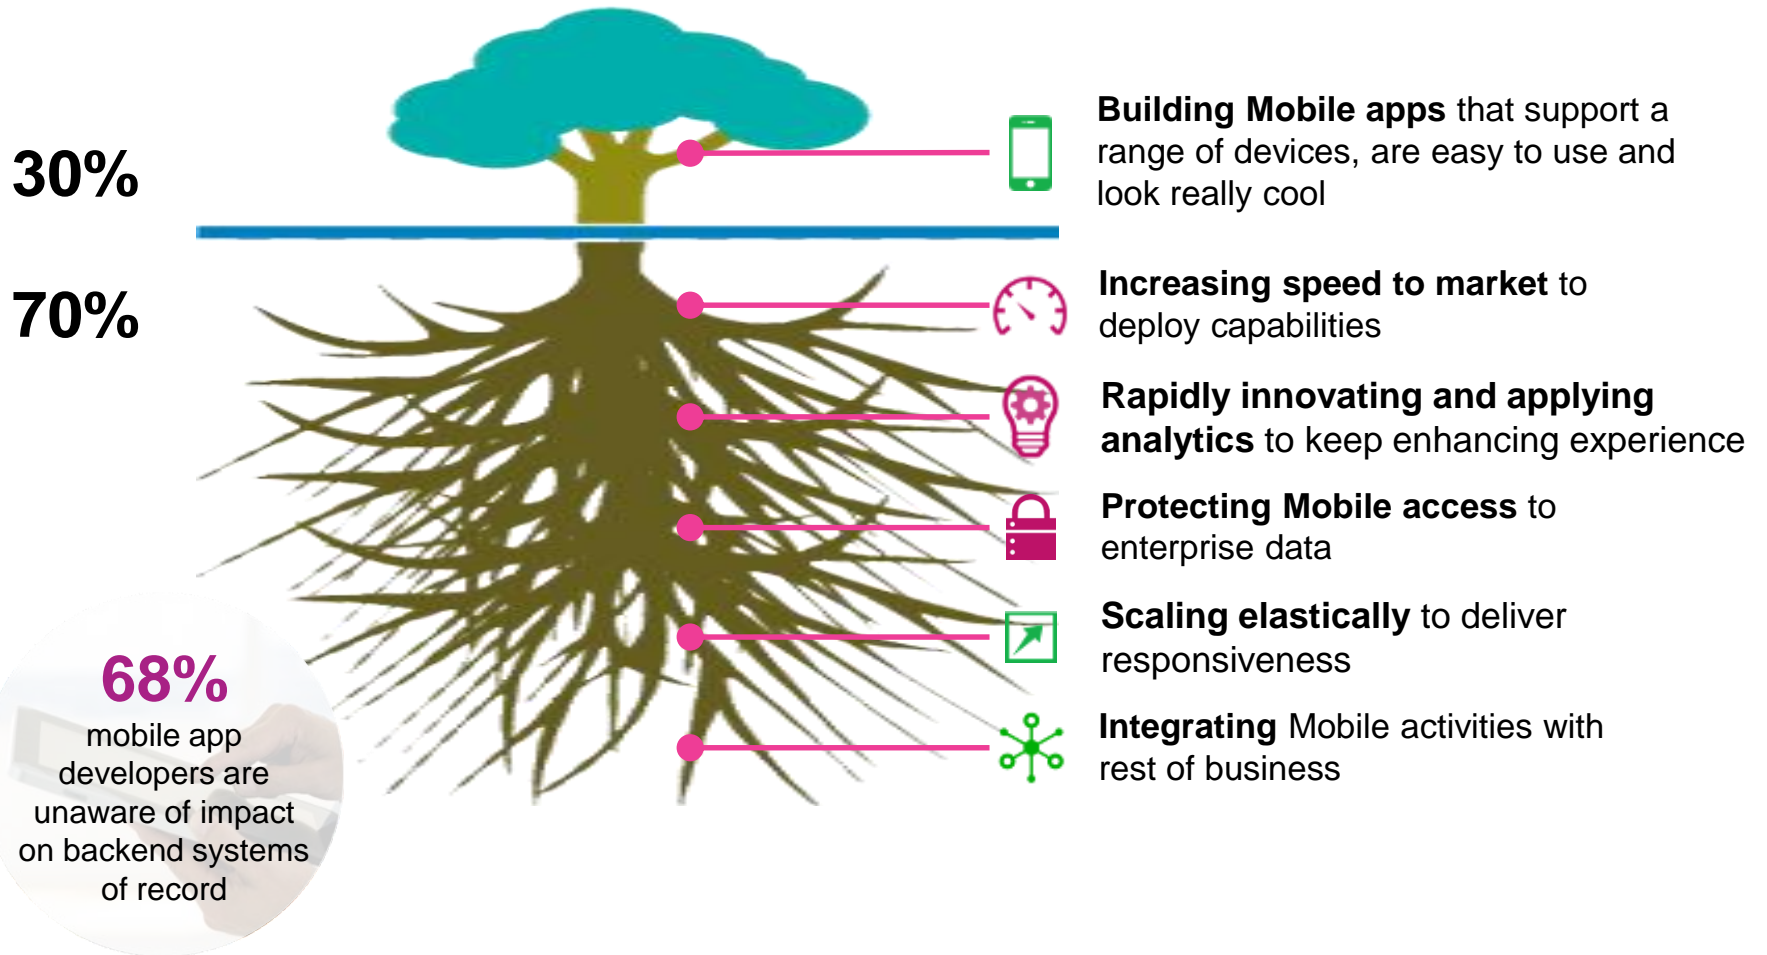 30%
Building Mobile apps that support a
range of devices, are easy to use and
look really cool
70%
Increasing speed to market to
deploy capabilities
Rapidly innovating and applying
analytics to keep enhancing experience
Protecting Mobile access to
enterprise data
Scaling elastically to deliver
responsiveness
Integrating Mobile activities with
rest of business
68%
mobile app
developers are
unaware of impact
on backend systems
of record